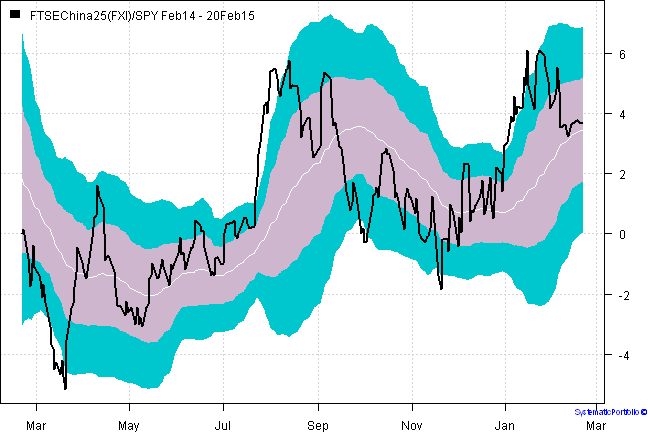 FTSEChina25(FXI)/SPY Feb14 - 20Feb15
6
4
2
0
-2
-4
SystematicPortfolio ©
Mar May Jul Sep Nov Jan Mar